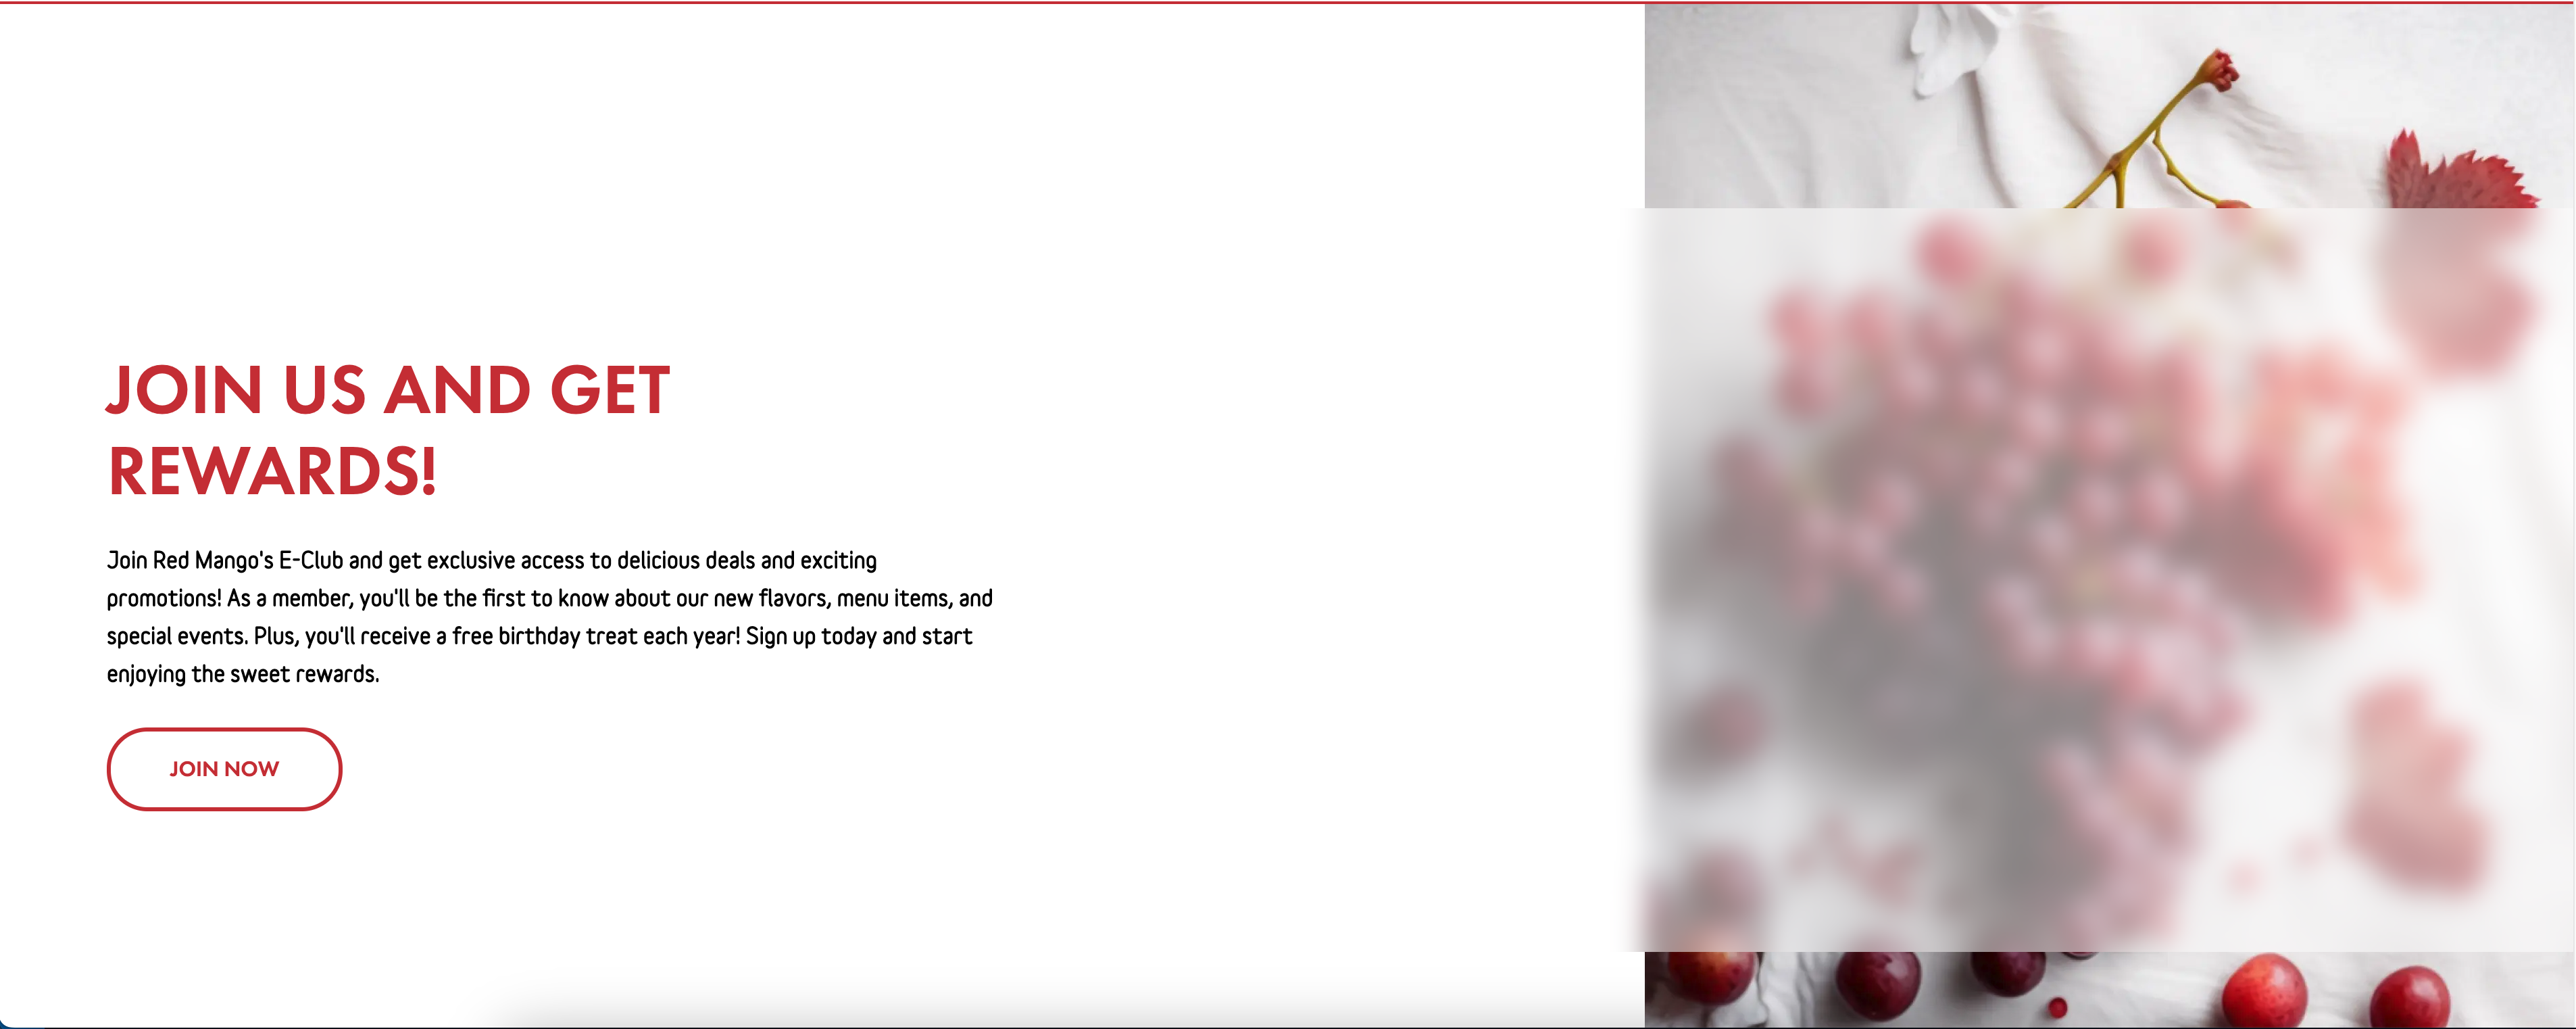 JOIN US AND GET
REWARDS!
Join Red Mango's E-Club and get exclusive access to delicious deals and exciting
promotions! As a member, you'll be the first to know about our new flavors, menu items, and
special events. Plus, you'll receive a free birthday treat each year! Sign up today and start
enjoying the sweet rewards.
JOIN NOW